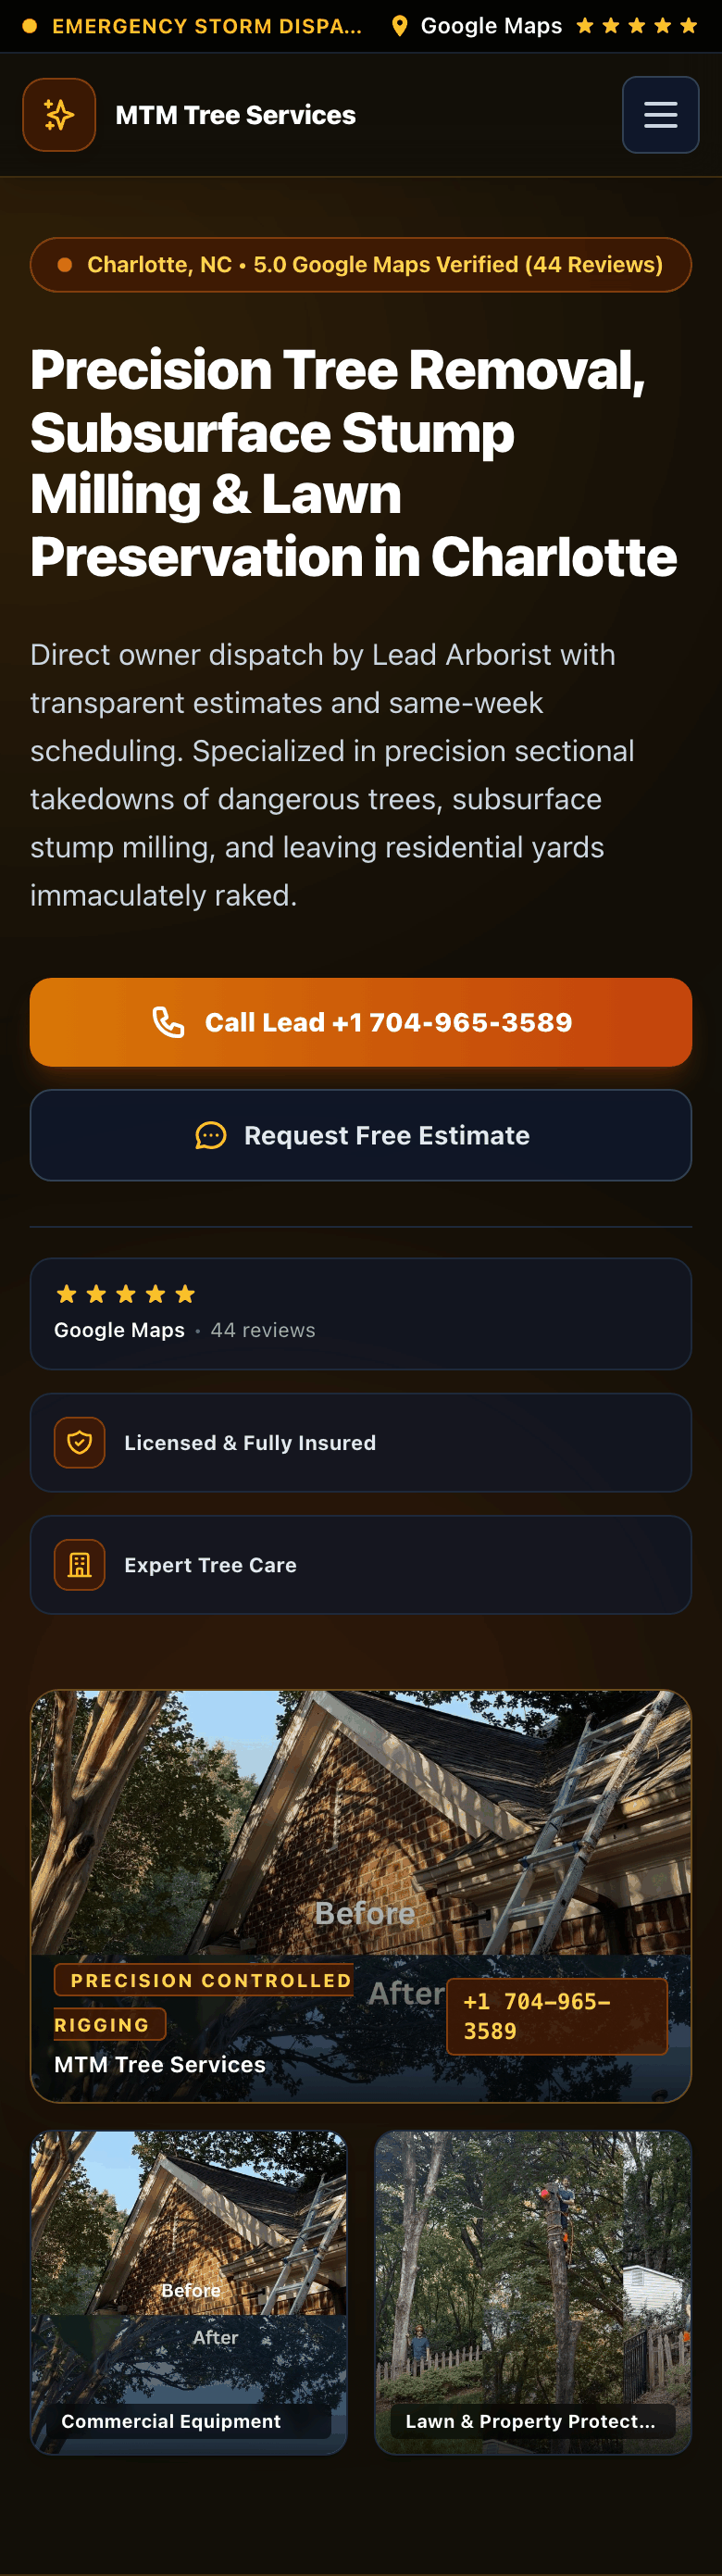 EMERGENCY STORM DISPA... Google Maps
MTM Tree Services
Charlotte, NC • 5.0 Google Maps Verified (44 Reviews)
Precision Tree Removal,
Subsurface Stump
Milling & Lawn
Preservation in Charlotte
Direct owner dispatch by Lead Arborist with
transparent estimates and same-week
scheduling. Specialized in precision sectional
takedowns of dangerous trees, subsurface
stump milling, and leaving residential yards
immaculately raked.
Call Lead +1 704-965-3589
Request Free Estimate
Google Maps • 44 reviews
Licensed & Fully Insured
Expert Tree Care
Before
After
PRECISION CONTROLLED
RIGGING
MTM Tree Services
+1 704-965-
3589
Before
After
Commercial Equipment
Lawn & Property Protect...